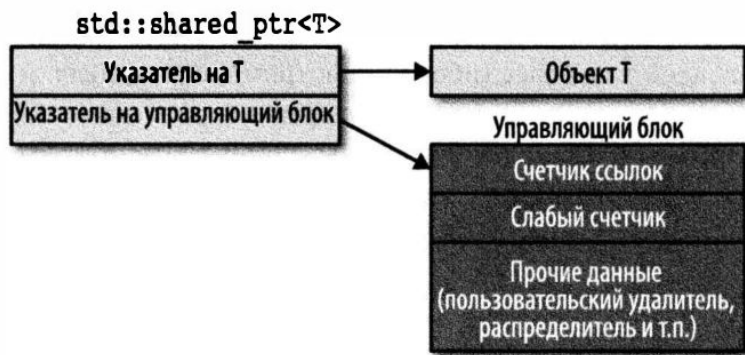 std::shared_ptr<T>
Указатель на T
Указатель на управляющий блок
Объект T
Управляющий блок
Счетчик ссылок
Слабый счетчик
Прочие данные
(пользовательский удалитель,
распределитель и т.п.)